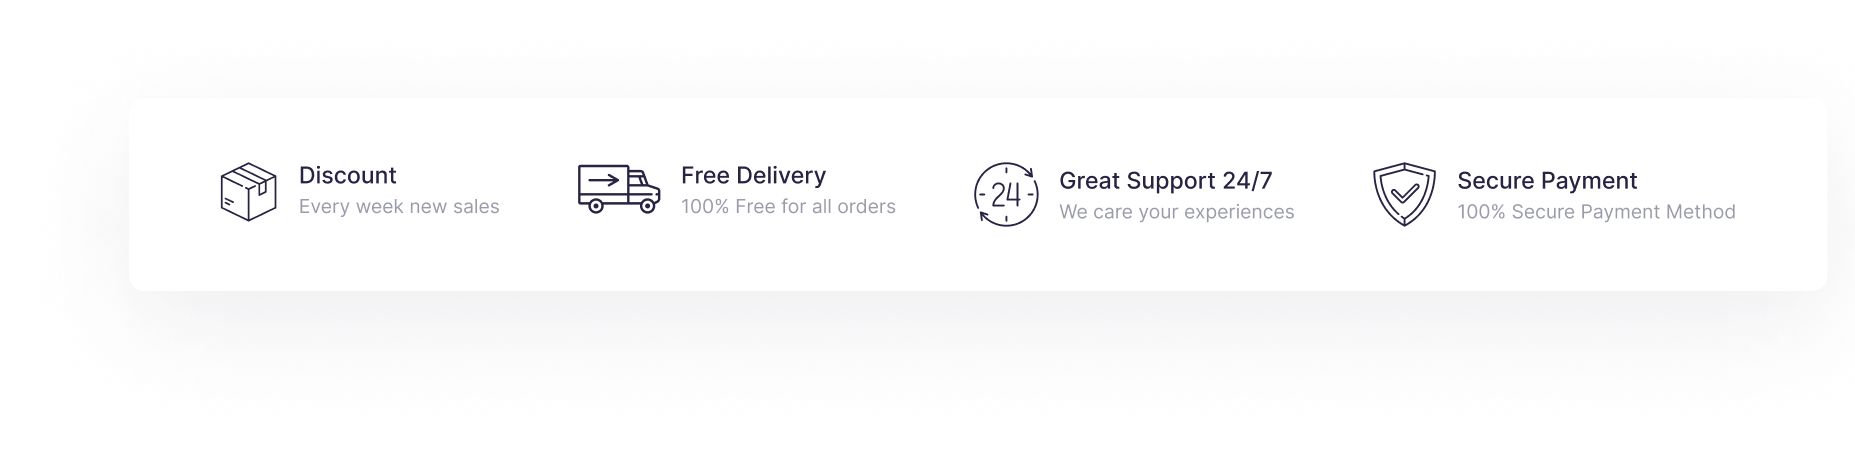 Discount
Every week new sales
Free Delivery
100% Free for all orders
24
Great Support 24/7
We care your experiences
Secure Payment
100% Secure Payment Method